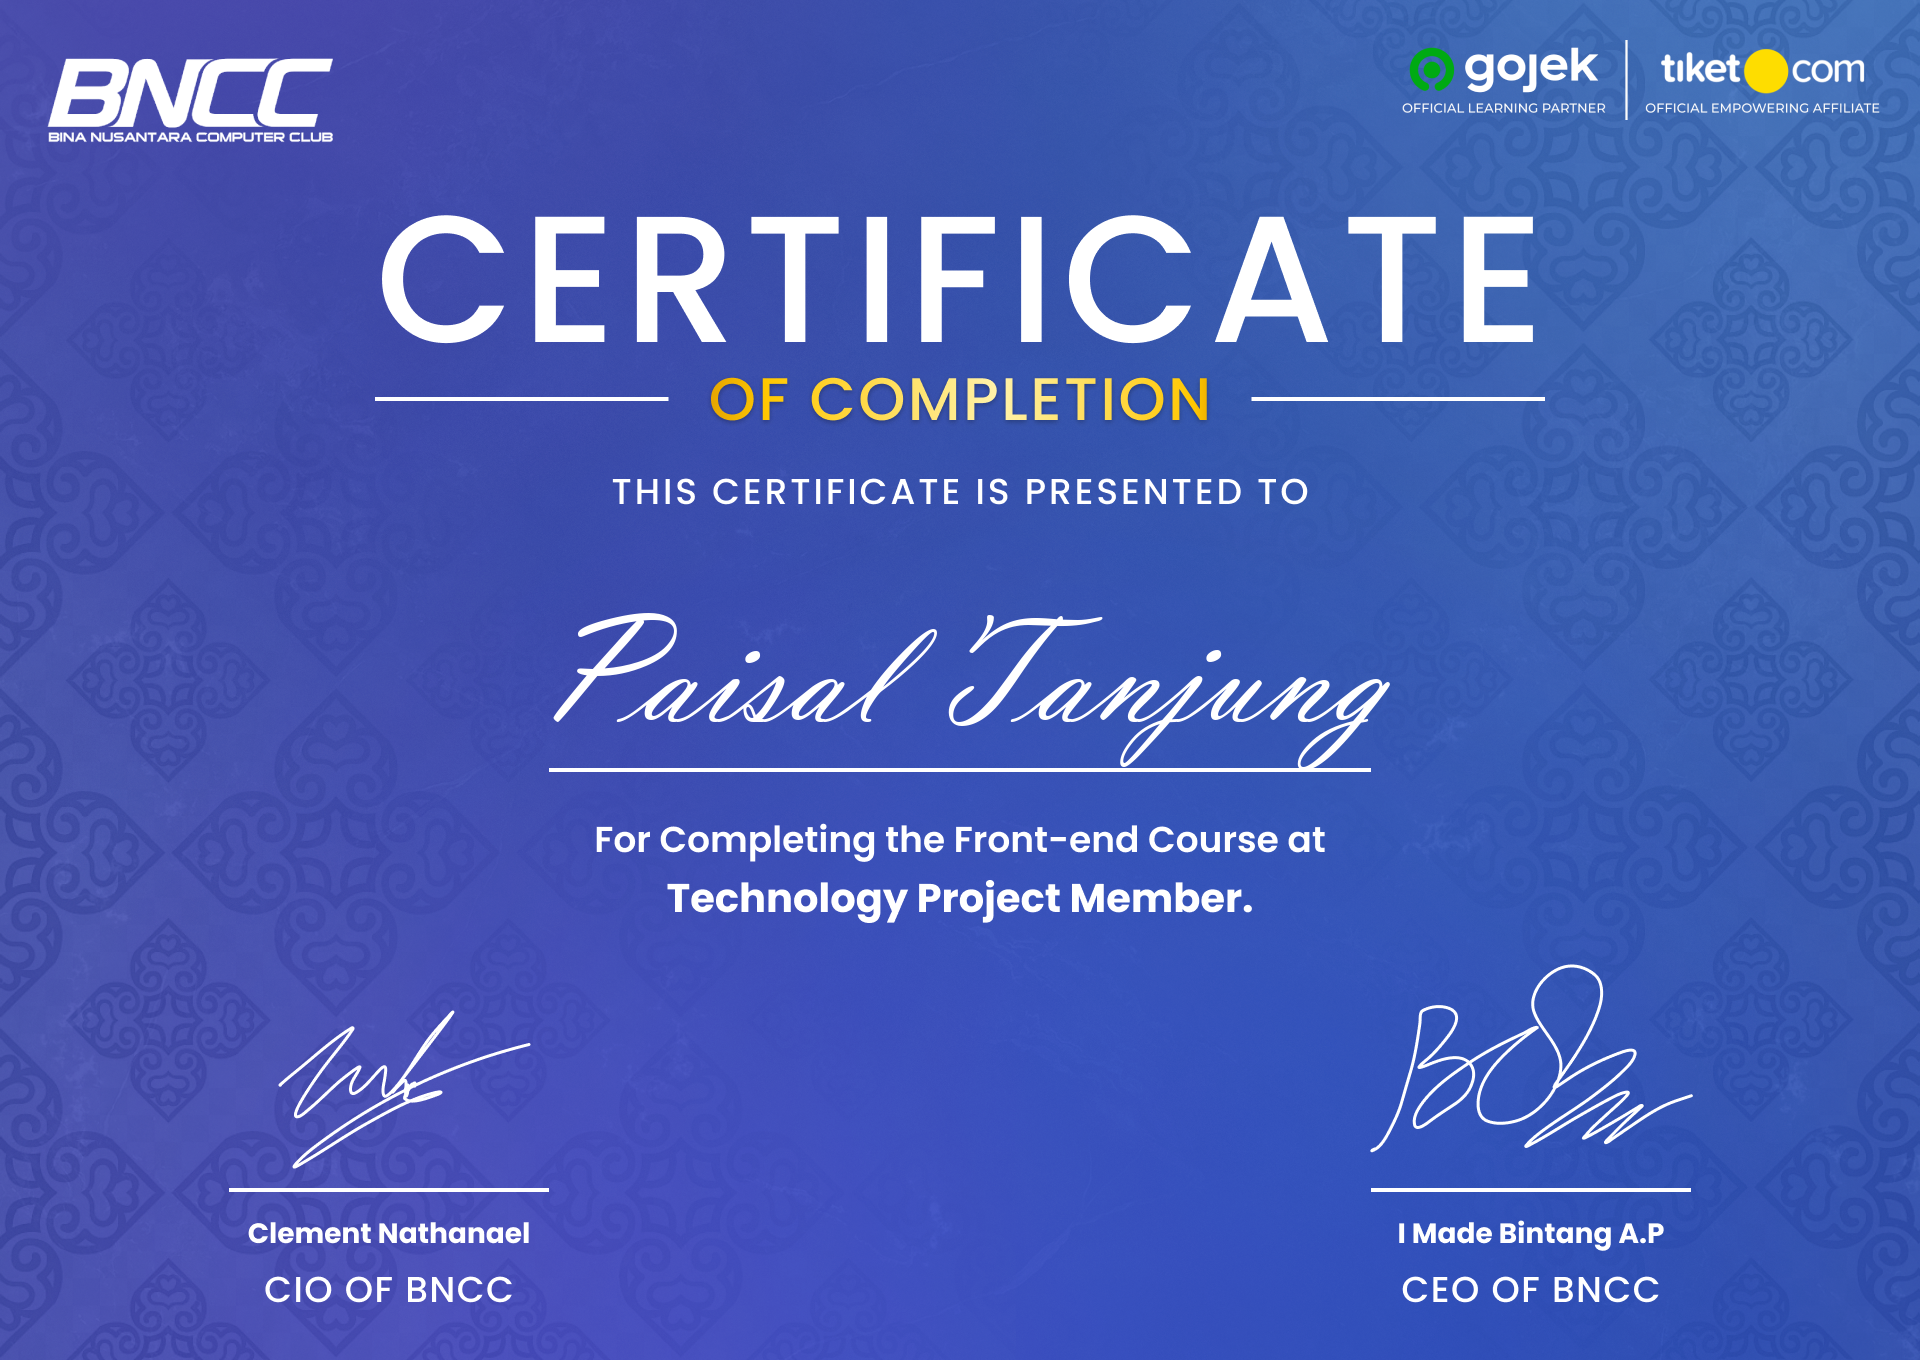 BNCC
BINA NUSANTARA COMPUTER CLUB
gojek
OFFICIAL LEARNING PARTNER
tiket.com
OFFICIAL EMPOWERING AFFILIATE
CERTIFICATE
OF COMPLETION
THIS CERTIFICATE IS PRESENTED TO
Paisal Tanjung
For Completing the Front-end Course at
Technology Project Member.
Clement Nathanael
CIO OF BNCC
I Made Bintang A.P
CEO OF BNCC